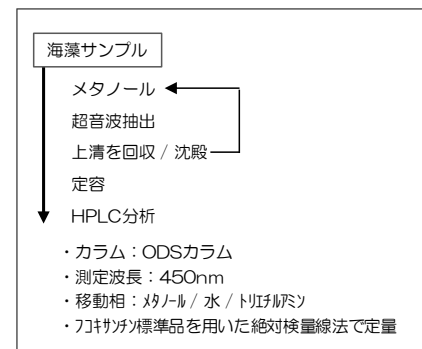 海藻サンプル
メタノール
超音波抽出
上清を回収 / 沈殿
定容
HPLC分析
・カラム：ODSカラム
・測定波長：450nm
・移動相：ﾒﾀﾉｰﾙ / 水 / ﾄﾘｴﾁﾙｱﾐﾝ
・ﾌｺｷｻﾝﾁﾝ標準品を用いた絶対検量線法で定量